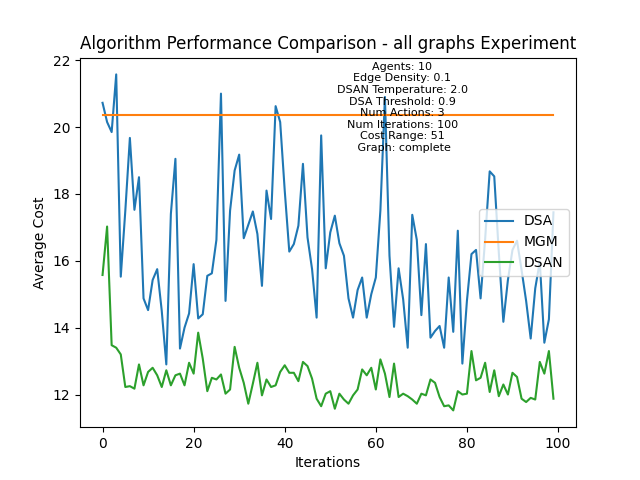 Algorithm Performance Comparison - all graphs Experiment
Agents: 10
Edge Density: 0.1
DSAN Temperature: 2.0
DSA Threshold: 0.9
Num Actions: 3
Num Iterations: 100
Cost Range: 51
Graph: complete
22
20
18
16
14
12
Average Cost
DSA
MGM
DSAN
0
20
40
60
80
100
Iterations